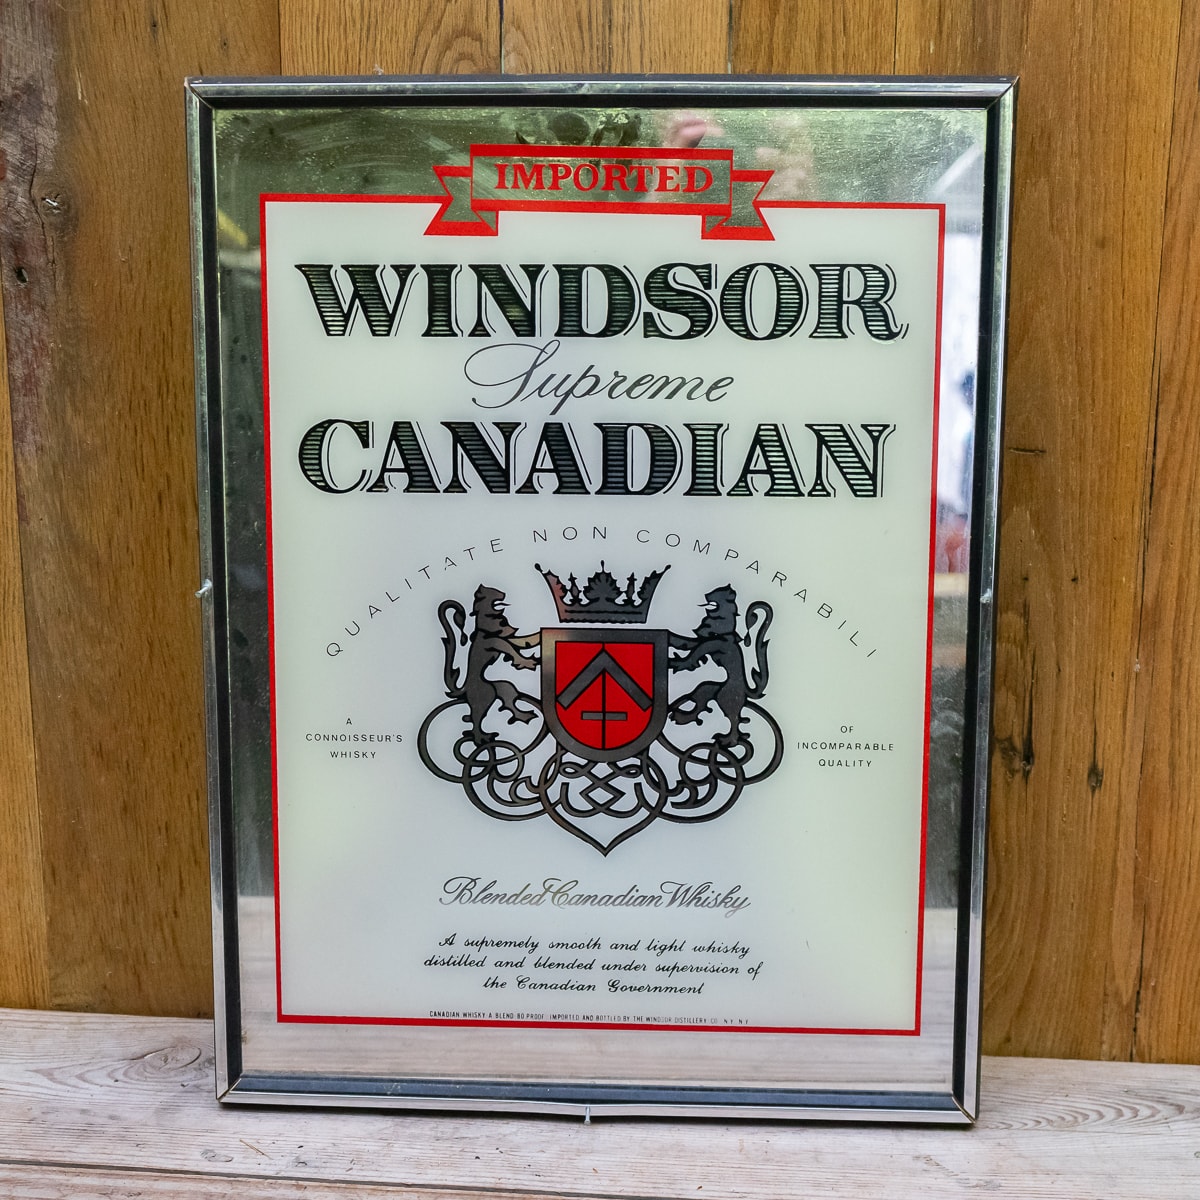 IMPORTED
WINDSOR
Supreme
CANADIAN
QUALITATE NON COMPARABILI
A
CONNOISSEUR'S
WHISKY
OF
INCOMPARABLE
QUALITY
Blended Canadian Whisky
A supremely smooth and light whisky
distilled and blended under supervision of
the Canadian Government
CANADIAN WHISKY A BLEND 80 PROOF. IMPORTED AND BOTTLED BY THE WINDSOR DISTILLERY CO. NY. NY